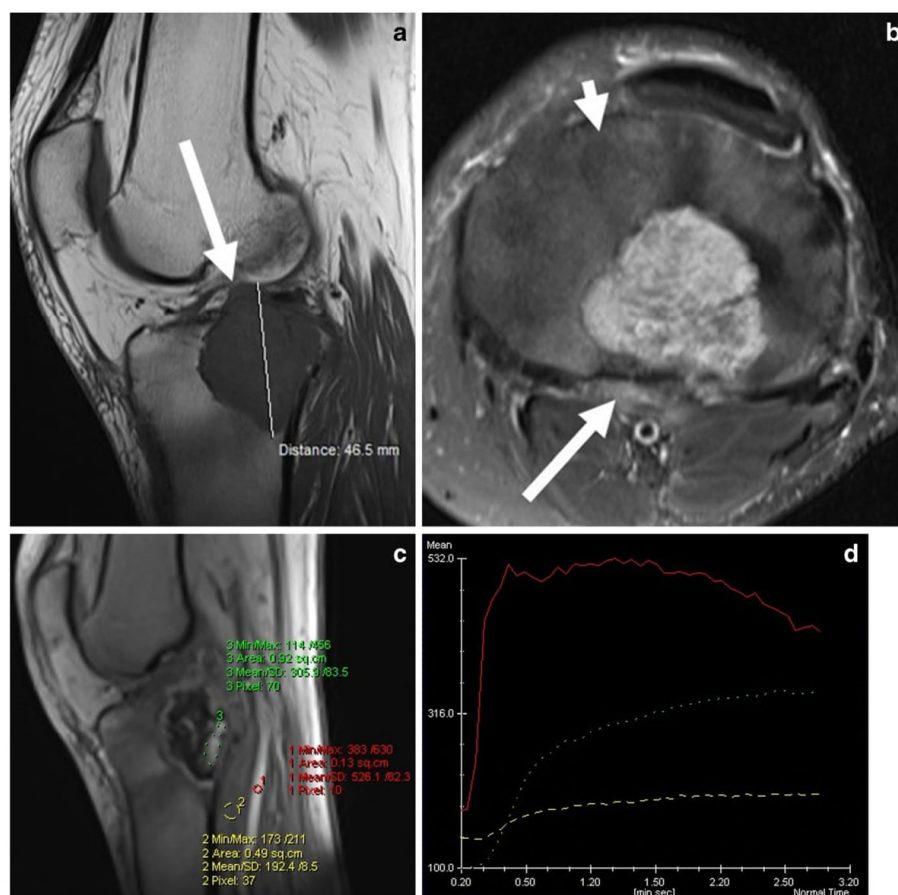 a
b
Distance: 46.5 mm
c
3 Min/Max: 114 /456
3 Area: 0.92 sq.cm
3 Mean/SD: 305.9 /83.5
3 Pixel: 70
3
1 Min/Max: 383 /630
1 Area: 0.13 sq.cm
1 Mean/SD: 526.1 /82.3
1 Pixel: 10
1
2
2 Min/Max: 173 /211
2 Area: 0.49 sq.cm
2 Mean/SD: 192.4 /8.5
2 Pixel: 37
d
Mean
532.0
316.0
100.0
0.20 0.50 1.20 2.20 2.50 3.20
[min.sec] Normal Time